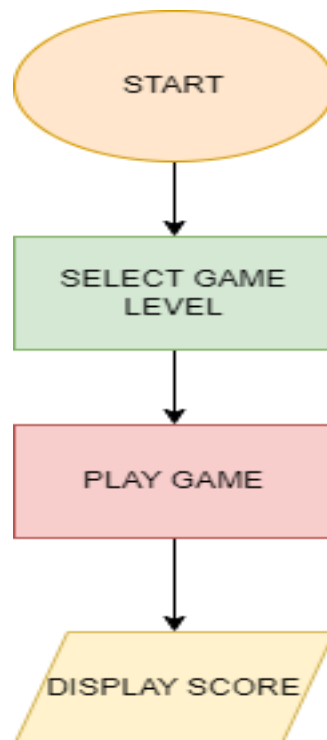 START
SELECT GAME
LEVEL
PLAY GAME
DISPLAY SCORE